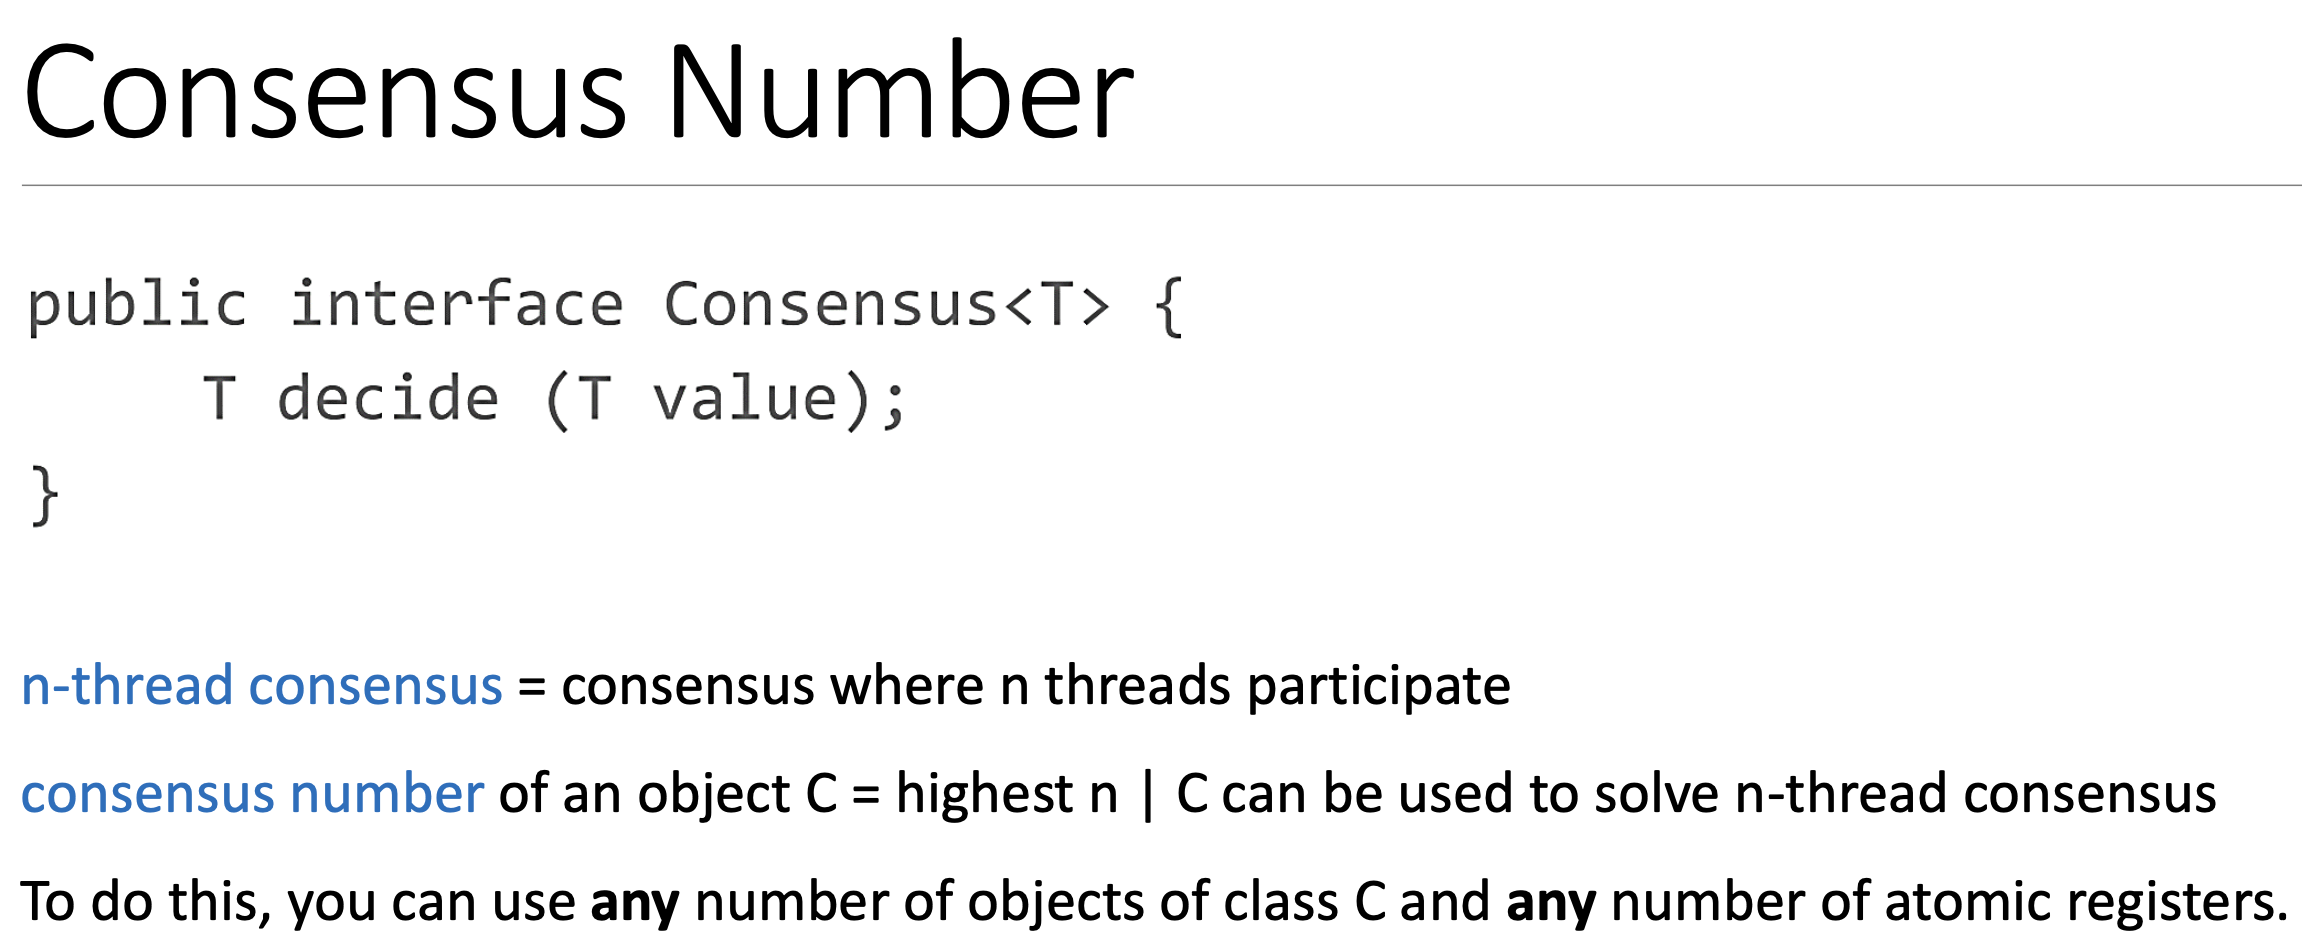 Consensus Number
public interface Consensus<T> {
    T decide (T value);
}
n-thread consensus = consensus where n threads participate
consensus number of an object C = highest n | C can be used to solve n-thread consensus
To do this, you can use any number of objects of class C and any number of atomic registers.